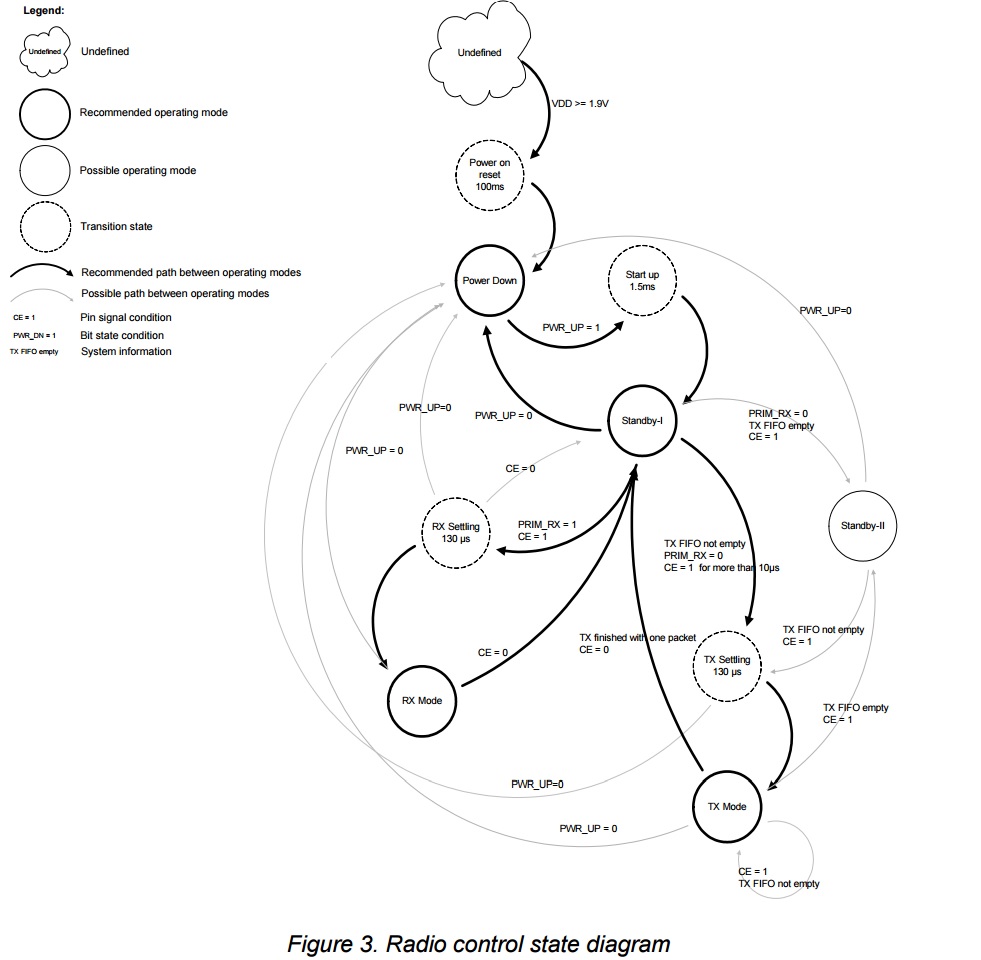 Legend:
Undefined
Undefined
Recommended operating mode
Possible operating mode
Transition state
Recommended path between operating modes
Possible path between operating modes
CE = 1
Pin signal condition
PWR_DN = 1
Bit state condition
TX FIFO empty
System information
Undefined
VDD >= 1.9V
Power on
reset
100ms
Power Down
Start up
1.5ms
PWR_UP=0
PWR_UP = 1
PWR_UP=0
PWR_UP = 0
Standby-I
PRIM_RX = 0
TX FIFO empty
CE = 1
PWR_UP = 0
CE = 0
RX Settling
130 µs
PRIM_RX = 1
CE = 1
Standby-II
TX FIFO not empty
PRIM_RX = 0
CE = 1 for more than 10µs
TX FIFO not empty
CE = 1
TX finished with one packet
CE = 0
CE = 0
TX Settling
130 µs
RX Mode
TX FIFO empty
CE = 1
PWR_UP=0
TX Mode
PWR_UP = 0
CE = 1
TX FIFO not empty
Figure 3. Radio control state diagram